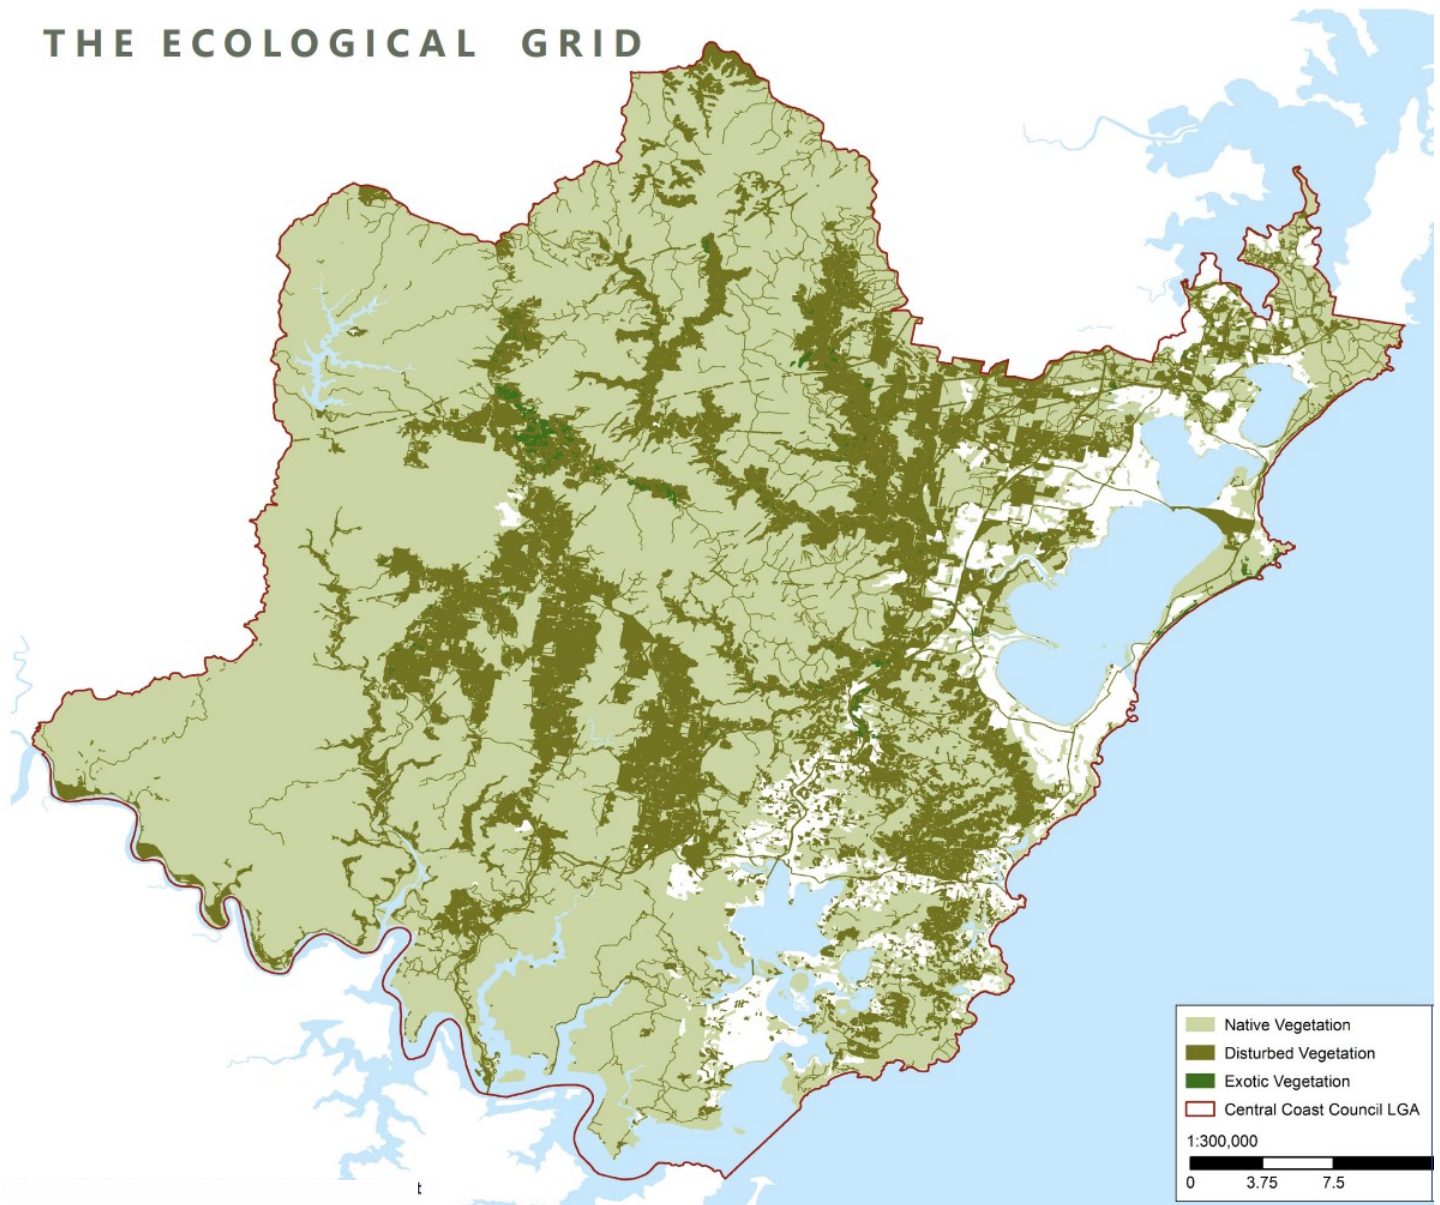 THE ECOLOGICAL GRID
Native Vegetation
Disturbed Vegetation
Exotic Vegetation
Central Coast Council LGA
1:300,000
0 3.75 7.5
t